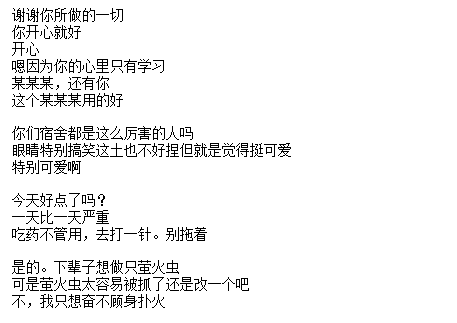 谢谢你所做的一切
你开心就好
开心
嗯因为你的心里只有学习
某某某，还有你
这个某某某用的好
你们宿舍都是这么厉害的人吗
眼睛特别搞笑这土也不好捏但就是觉得挺可爱
特别可爱啊
今天好点了吗？
一天比一天严重
吃药不管用，去打一针。别拖着
是的。下辈子想做只萤火虫
可是萤火虫太容易被抓了还是改一个吧
不，我只想奋不顾身扑火